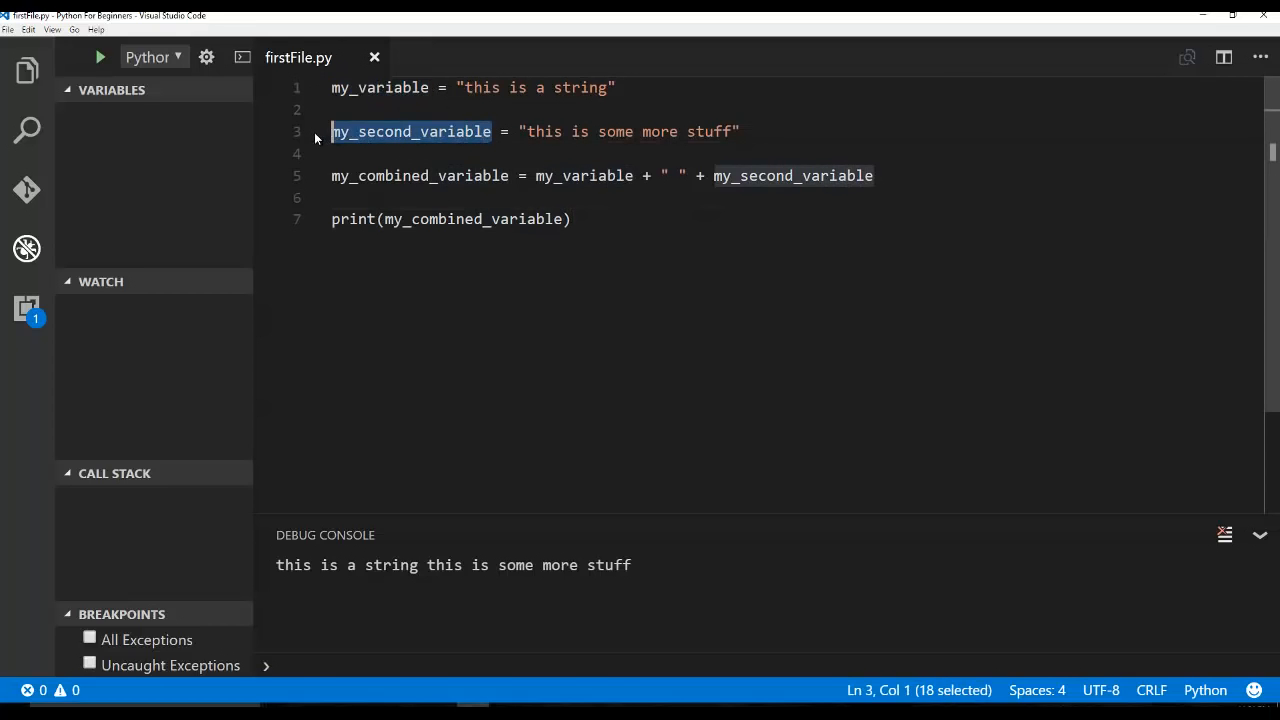 firstFile.py - Python For Beginners - Visual Studio Code
File Edit View Go Help
Python
firstFile.py
VARIABLES
WATCH
CALL STACK
BREAKPOINTS
All Exceptions
Uncaught Exceptions
1
1 my_variable = "this is a string"
2
3 my_second_variable = "this is some more stuff"
4
5 my_combined_variable = my_variable + " " + my_second_variable
6
7 print(my_combined_variable)
DEBUG CONSOLE
this is a string this is some more stuff
0 0 Ln 3, Col 1 (18 selected) Spaces: 4 UTF-8 CRLF Python